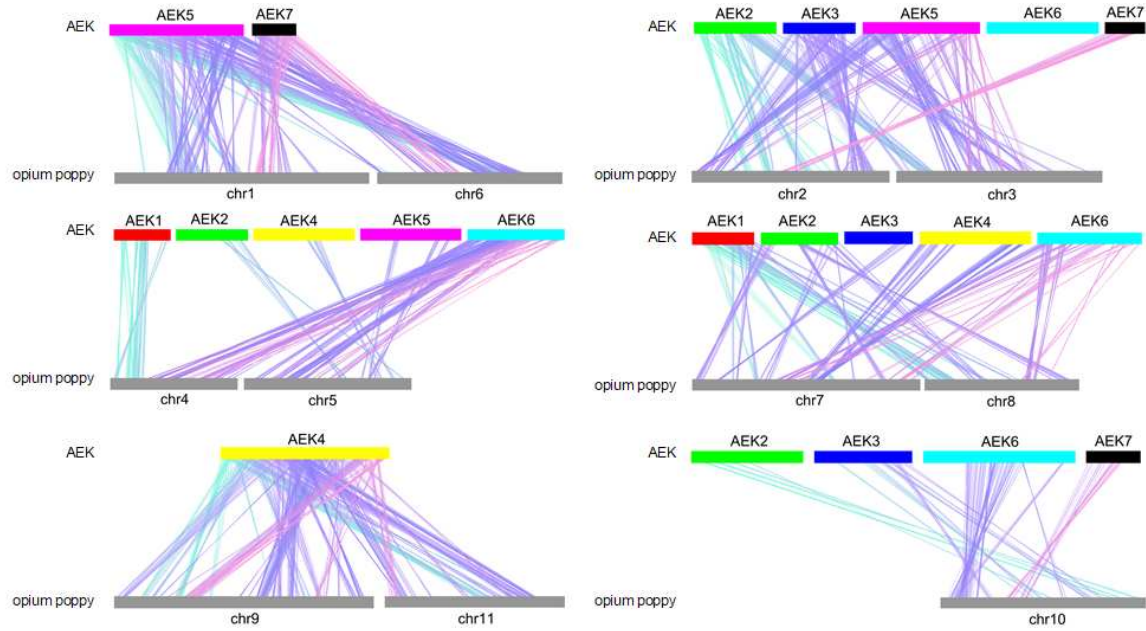 AEK AEK5 AEK7
opium poppy
chr1 chr6
AEK2 AEK3 AEK5 AEK6 AEK7
AEK
opium poppy
chr2 chr3
AEK AEK1 AEK2 AEK4 AEK5 AEK6
opium poppy
chr4 chr5
AEK AEK1 AEK2 AEK3 AEK4 AEK6
opium poppy
chr7 chr8
AEK AEK4
opium poppy
chr9 chr11
AEK AEK2 AEK3 AEK6 AEK7
opium poppy
chr10